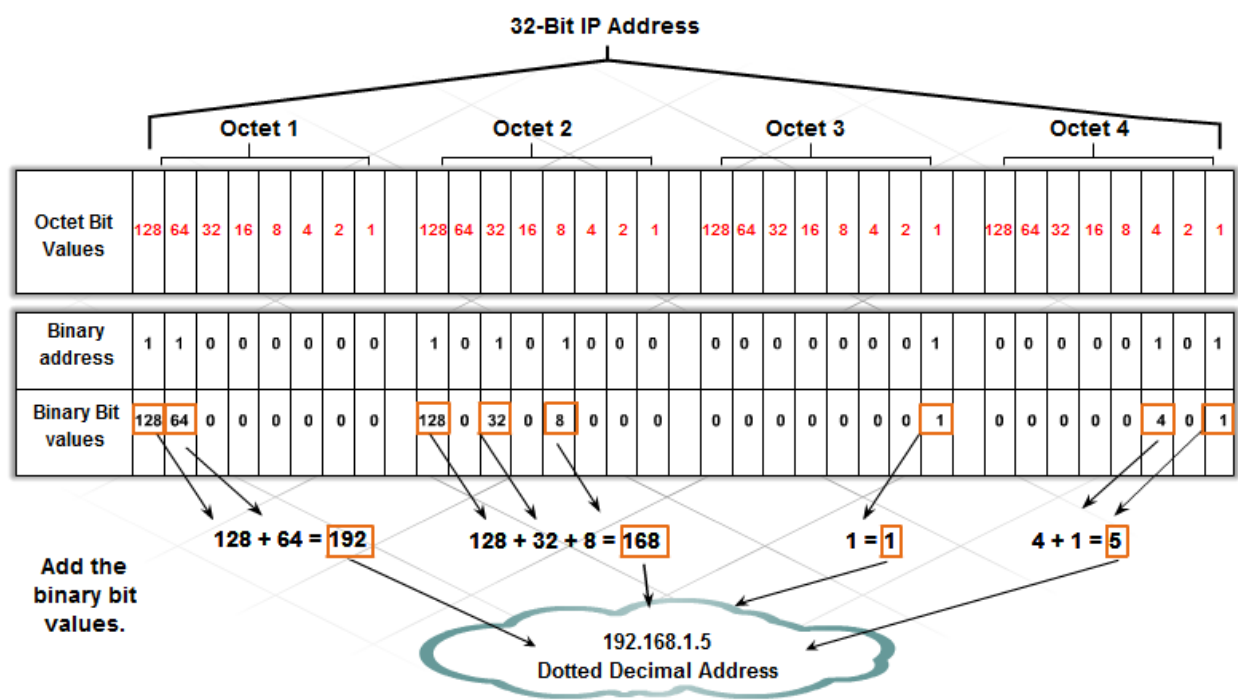 32-Bit IP Address
Octet 1 Octet 2 Octet 3 Octet 4
Octet Bit
Values
128 64 32 16 8 4 2 1 128 64 32 16 8 4 2 1 128 64 32 16 8 4 2 1 128 64 32 16 8 4 2 1
Binary
address
1 1 0 0 0 0 0 0 1 0 1 0 1 0 0 0 0 0 0 0 0 0 0 1 0 0 0 0 0 1 0 1
Binary Bit
values
128 64 0 0 0 0 0 0 128 0 32 0 8 0 0 0 0 0 0 0 0 0 0 1 0 0 0 0 0 4 0 1
128 + 64 = 192 128 + 32 + 8 = 168 1 = 1 4 + 1 = 5
Add the
binary bit
values.
192.168.1.5
Dotted Decimal Address